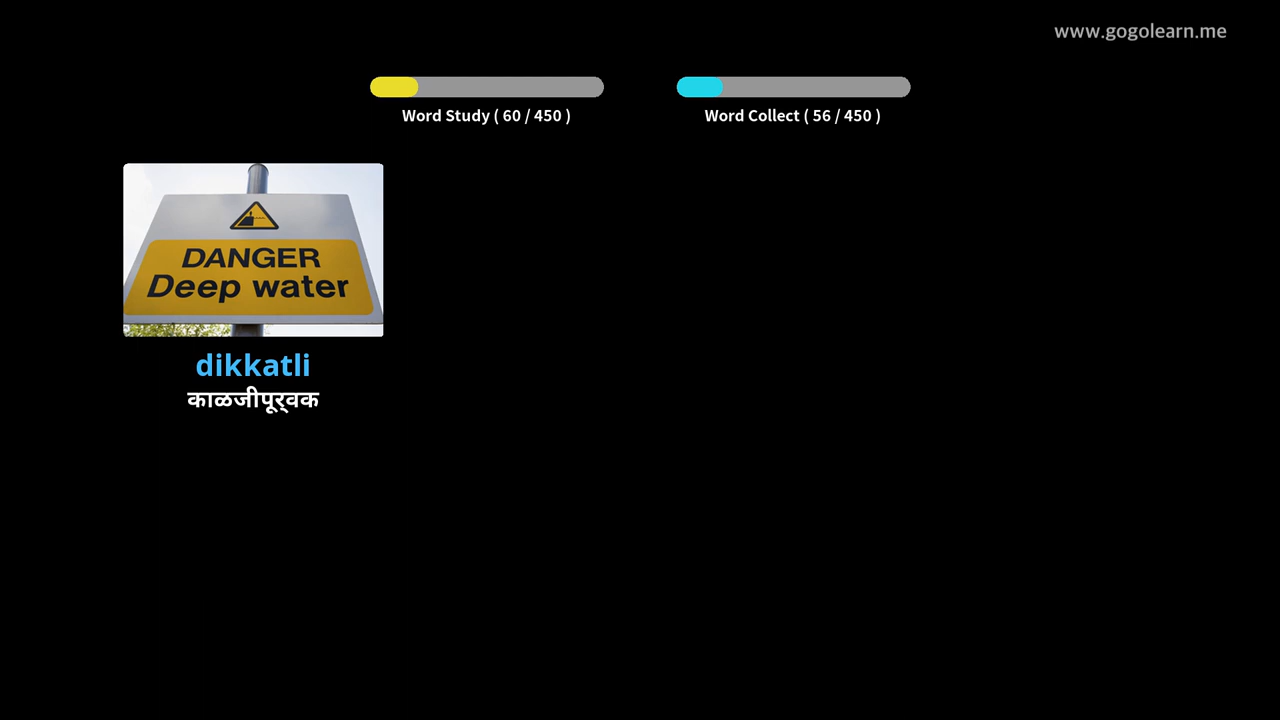 www.gogolearn.me
Word Study ( 60 / 450 )
Word Collect ( 56 / 450 )
DANGER
Deep water
dikkatli
काळजीपूर्वक